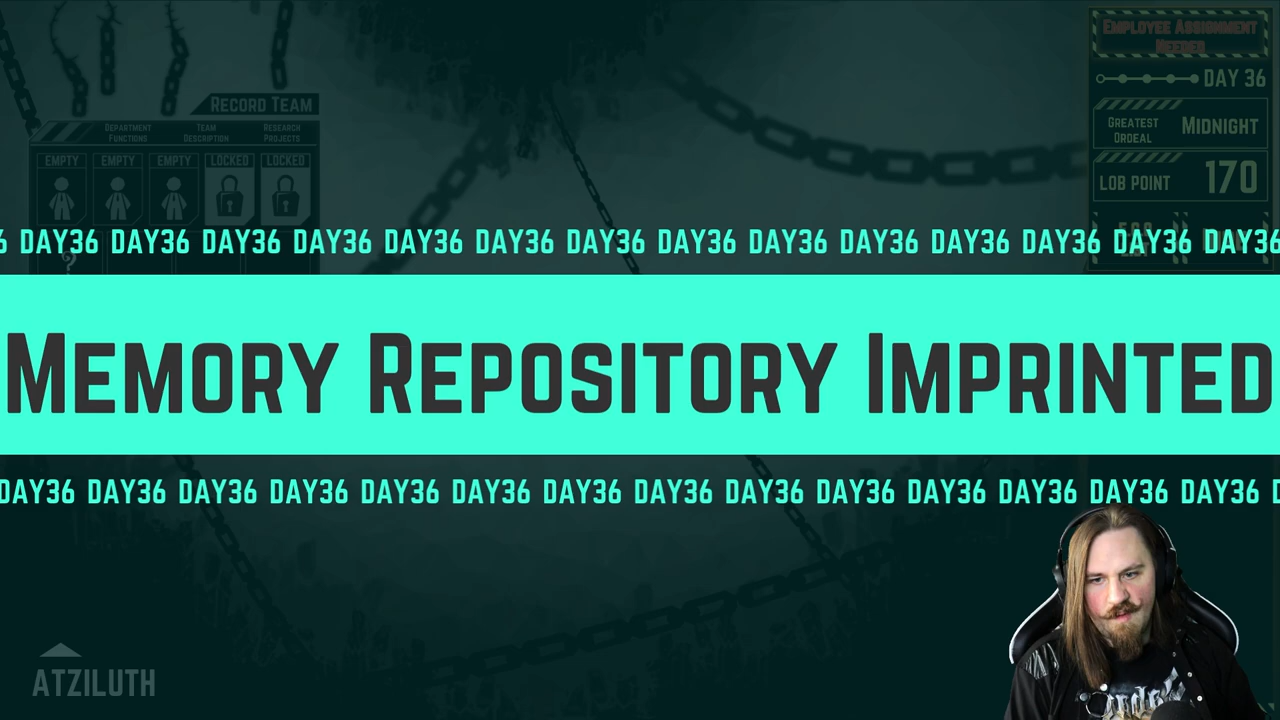 EMPLOYEE ASSIGNMENT
NEEDED
DAY 36
RECORD TEAM
DEPARTMENT FUNCTIONS
TEAM DESCRIPTION
RESEARCH PROJECTS
GREATEST ORDEAL
MIDNIGHT
EMPTY EMPTY EMPTY LOCKED LOCKED
LOB POINT 170
6 DAY36 DAY36 DAY36 DAY36 DAY36 DAY36 DAY36 DAY36 DAY36 DAY36 DAY36 DAY36 DAY36 DAY36
?
MEMORY REPOSITORY IMPRINTED
DAY36 DAY36 DAY36 DAY36 DAY36 DAY36 DAY36 DAY36 DAY36 DAY36 DAY36 DAY36 DAY36 DAY36
ATZILUTH